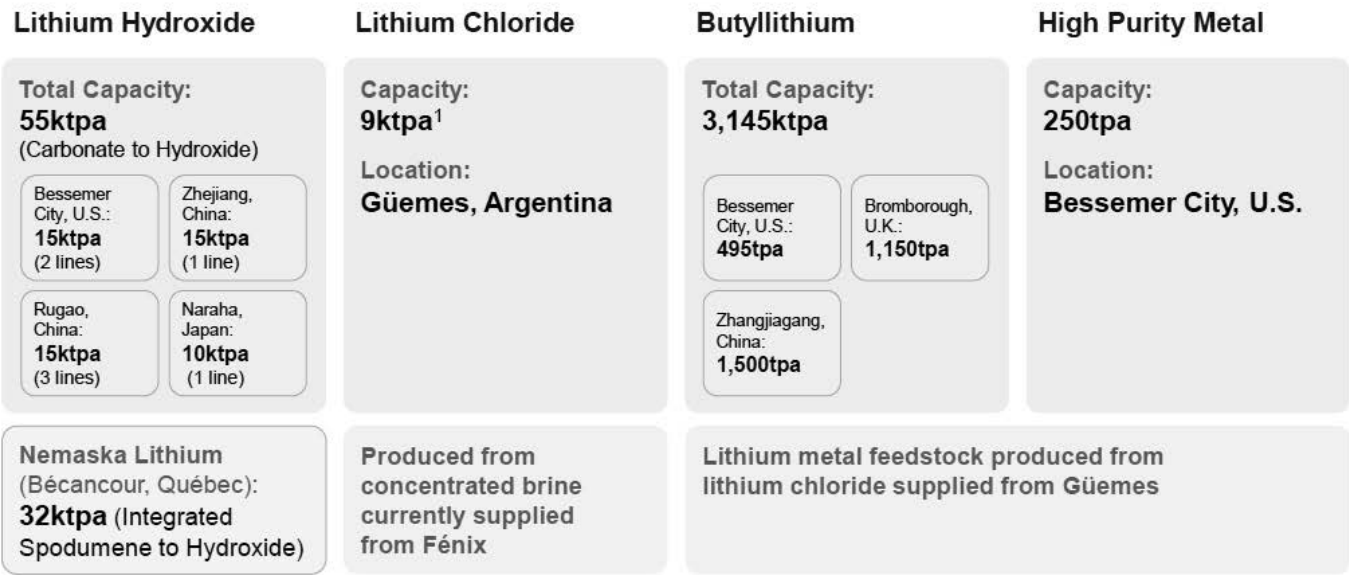 Lithium Hydroxide
Total Capacity:
55ktpa
(Carbonate to Hydroxide)
Bessemer
City, U.S.:
15ktpa
(2 lines)
Zhejiang,
China:
15ktpa
(1 line)
Rugao,
China:
15ktpa
(3 lines)
Naraha,
Japan:
10ktpa
(1 line)
Nemaska Lithium
(Bécancour, Québec):
32ktpa (Integrated
Spodumene to Hydroxide)
Lithium Chloride
Capacity:
9ktpa¹
Location:
Güemes, Argentina
Produced from
concentrated brine
currently supplied
from Fénix
Butyllithium
Total Capacity:
3,145ktpa
Bessemer
City, U.S.:
495tpa
Bromborough,
U.K.:
1,150tpa
Zhangjiagang,
China:
1,500tpa
High Purity Metal
Capacity:
250tpa
Location:
Bessemer City, U.S.
Lithium metal feedstock produced from
lithium chloride supplied from Güemes